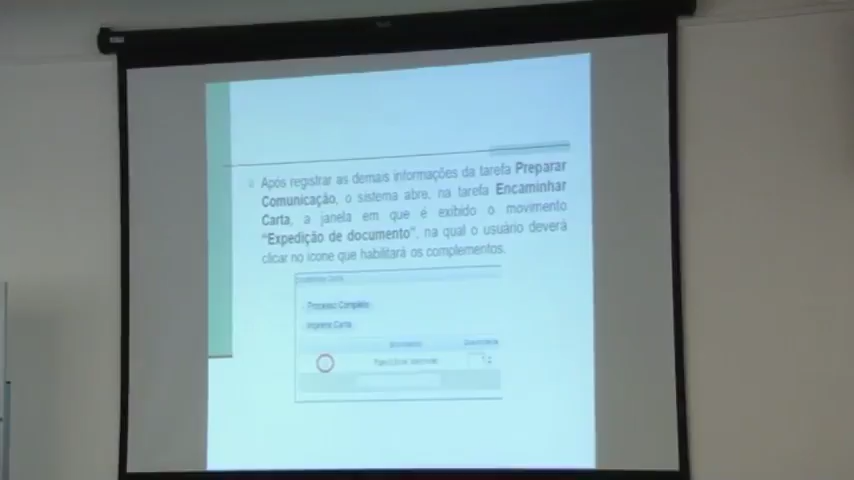 Após registrar as demais informações da tarefa Preparar
Comunicação, o sistema abre, na tarefa Encaminhar
Carta, a janela em que é exibido o movimento
“Expedição de documento”, na qual o usuário deverá
clicar no ícone que habilitará os complementos.
Processo Completo
Imprimir Carta